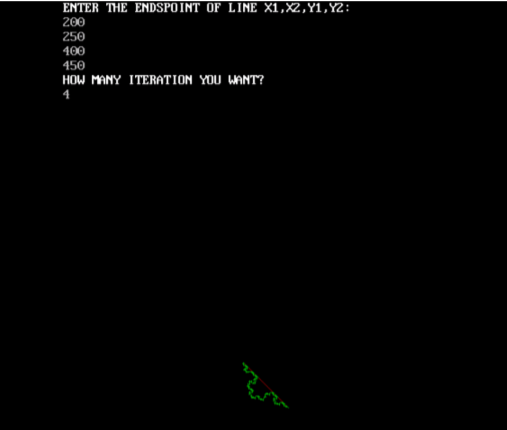 ENTER THE ENDSPOINT OF LINE X1,X2,Y1,Y2:
200
250
400
450
HOW MANY ITERATION YOU WANT?
4